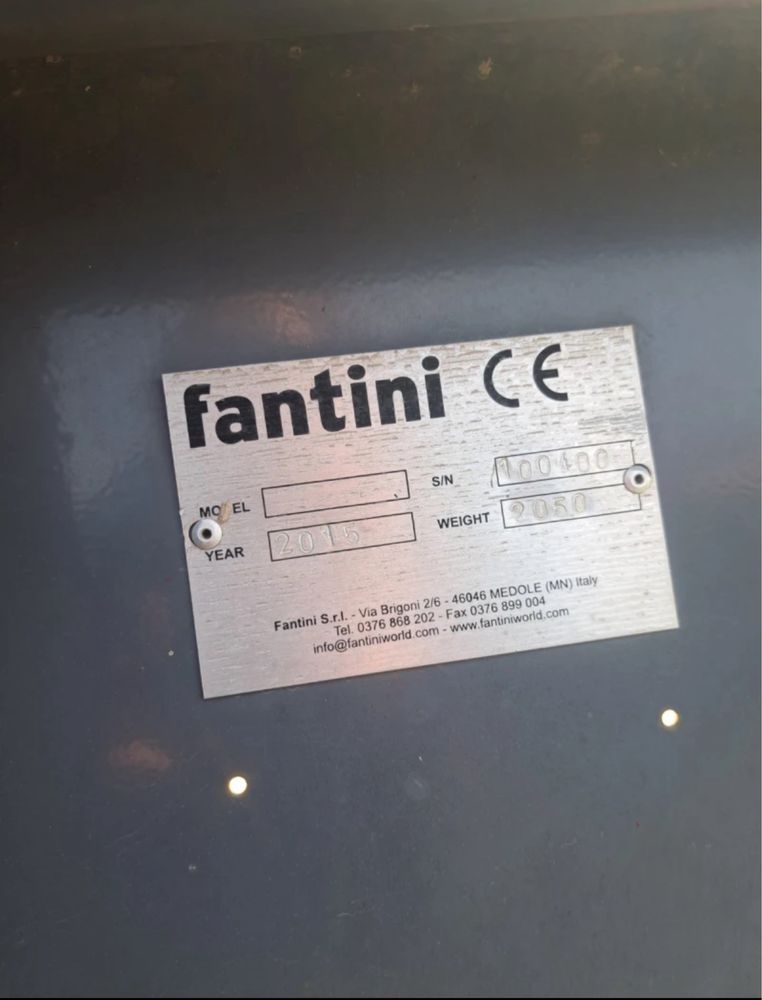 fantini CE
MODEL
S/N 100400
YEAR 2015
WEIGHT 2050
Fantini S.r.l. - Via Brigoni 2/6 - 46046 MEDOLE (MN) Italy
Tel. 0376 868 202 - Fax 0376 899 004
info@fantiniworld.com - www.fantiniworld.com